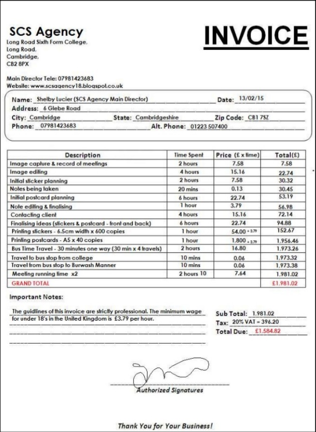 SCS Agency
INVOICE
Long Road Sixth Form College.
Long Road,
Cambridge.
CB2 8PX
Main Director Tele: 07981423683
Website: www.scsagency18.blogspot.co.uk
Name: Shelby Lucier (SCS Agency Main Director) Date: 13/02/15
Address: 6 Glebe Road
City: Cambridge State: Cambridgeshire Zip Code: CB1 7SZ
Phone: 07981423683 Alt. Phone: 01223 507400
Description Time Spent Price (£ x time) Total(£)
Image capture & record of meetings 2 hours 7.58 7.58
Image editing 4 hours 15.16 22.74
Initial sticker planning 2 hours 7.58 30.32
Notes being taken 20 mins 0.13 30.45
Initial postcard planning 6 hours 22.74 53.19
Note editing & finalising 1 hour 3.79 56.98
Contacting client 4 hours 15.16 72.14
Finalising ideas (stickers & postcard - front and back) 6 hours 22.74 94.88
Printing stickers - 6.5cm width x 600 copies 1 hour 54.00 + 3.79 152.67
Printing postcards - A5 x 40 copies 1 hour 1,800 + 3.79 1,956.46
Bus Time Travel - 30 minutes one way (30 min x 4 travels) 2 hours 16.80 1,973.26
Travel to bus stop from college 10 mins 0.06 1,973.32
Travel from bus stop to Burwash Manner 10 mins 0.06 1,973.38
Meeting running time x2 2 hours 10 7.64 1,981.02
GRAND TOTAL £1,981.02
Important Notes:
The guidlines of this invoice are strictly professional. The minimum wage
for under 18's in the United Kingdom is £3.79 per hour.
Sub Total: 1,981.02
Tax: 20% VAT = 396.20
Total Due: £1,584.82
Authorized Signatures
Thank You for Your Business!